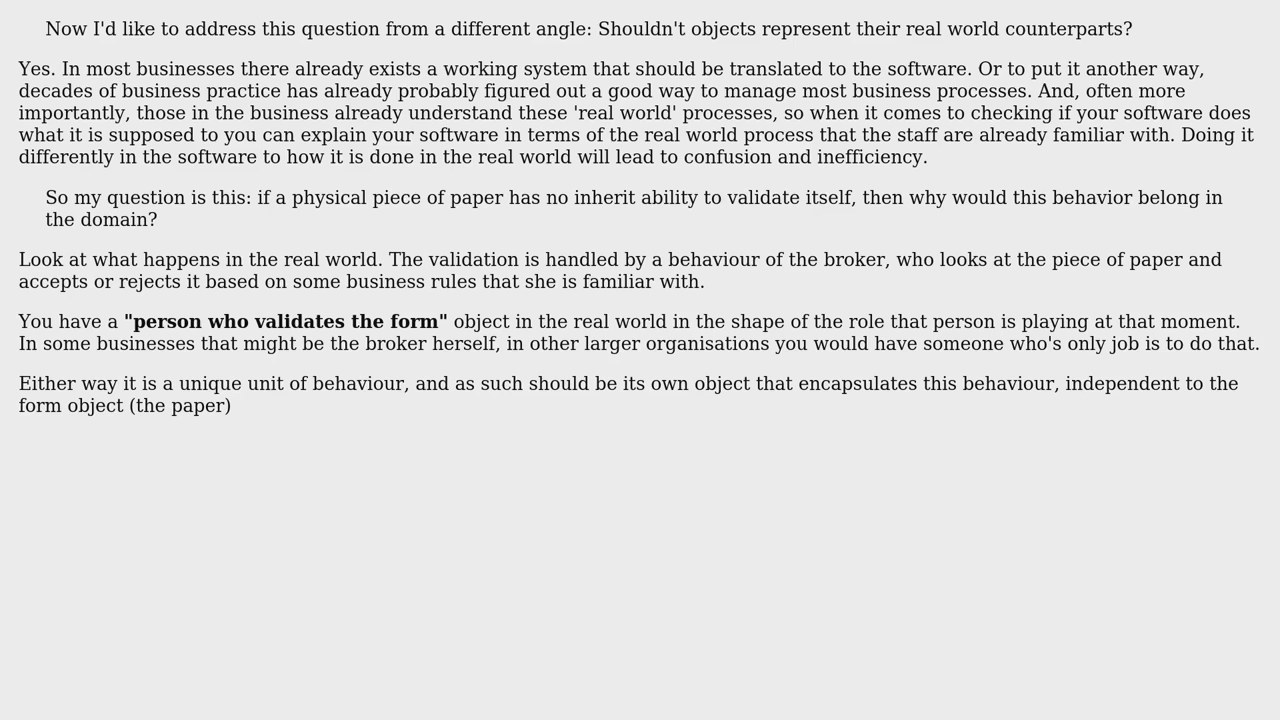 Now I'd like to address this question from a different angle: Shouldn't objects represent their real world counterparts?
Yes. In most businesses there already exists a working system that should be translated to the software. Or to put it another way,
decades of business practice has already probably figured out a good way to manage most business processes. And, often more
importantly, those in the business already understand these 'real world' processes, so when it comes to checking if your software does
what it is supposed to you can explain your software in terms of the real world process that the staff are already familiar with. Doing it
differently in the software to how it is done in the real world will lead to confusion and inefficiency.
So my question is this: if a physical piece of paper has no inherit ability to validate itself, then why would this behavior belong in
the domain?
Look at what happens in the real world. The validation is handled by a behaviour of the broker, who looks at the piece of paper and
accepts or rejects it based on some business rules that she is familiar with.
You have a "person who validates the form" object in the real world in the shape of the role that person is playing at that moment.
In some businesses that might be the broker herself, in other larger organisations you would have someone who's only job is to do that.
Either way it is a unique unit of behaviour, and as such should be its own object that encapsulates this behaviour, independent to the
form object (the paper)